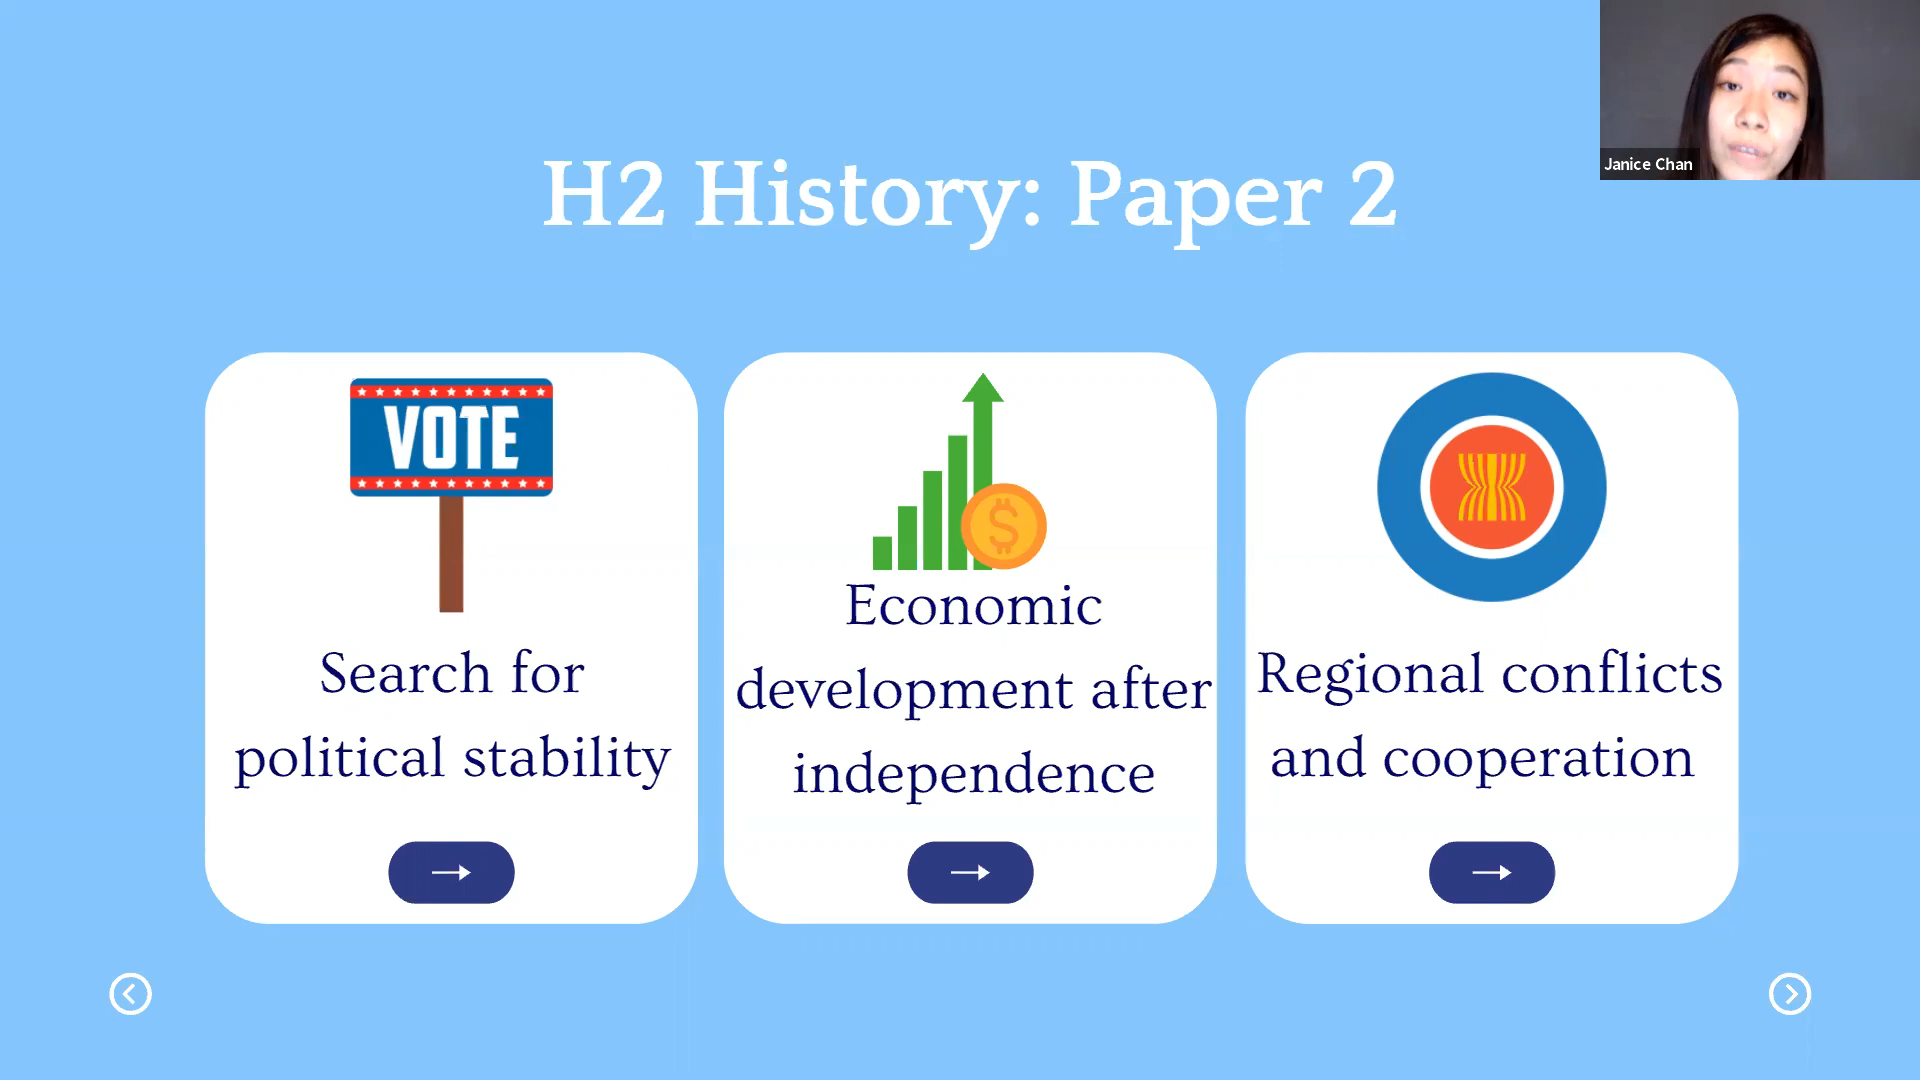 H2 History: Paper 2
Janice Chan
VOTE
Search for
political stability
$
Economic
development after
independence
Regional conflicts
and cooperation